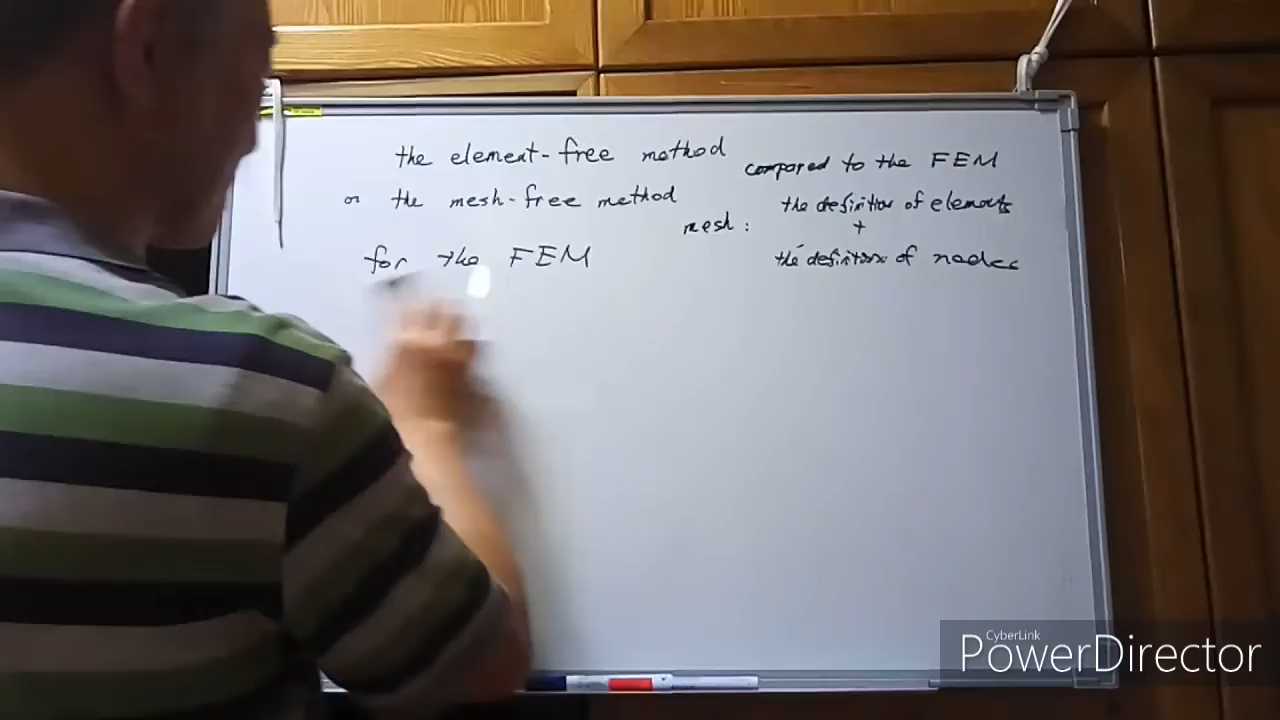 the element-free method
compared to the FEM
or the mesh-free method
mesh: the definition of elements
+
the definition of nodes
for the FEM
CyberLink
PowerDirector